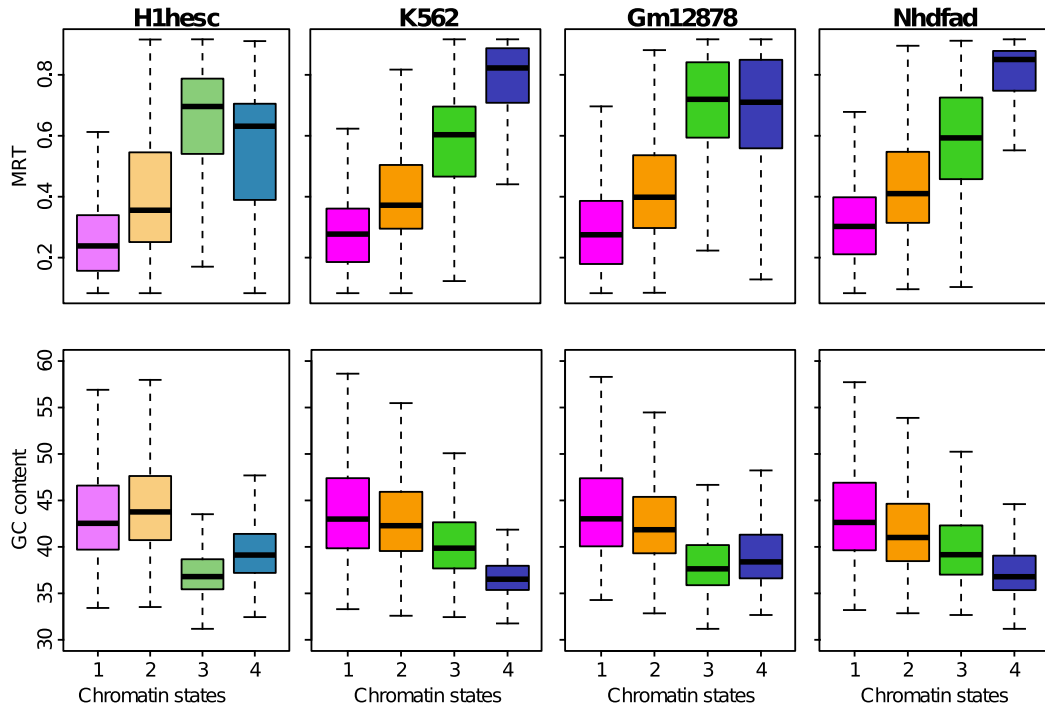 H1hesc K562 Gm12878 Nhdfad
MRT
0.8
0.6
0.4
0.2
GC content
60
55
50
45
40
35
30
1 2 3 4 1 2 3 4 1 2 3 4 1 2 3 4
Chromatin states Chromatin states Chromatin states Chromatin states